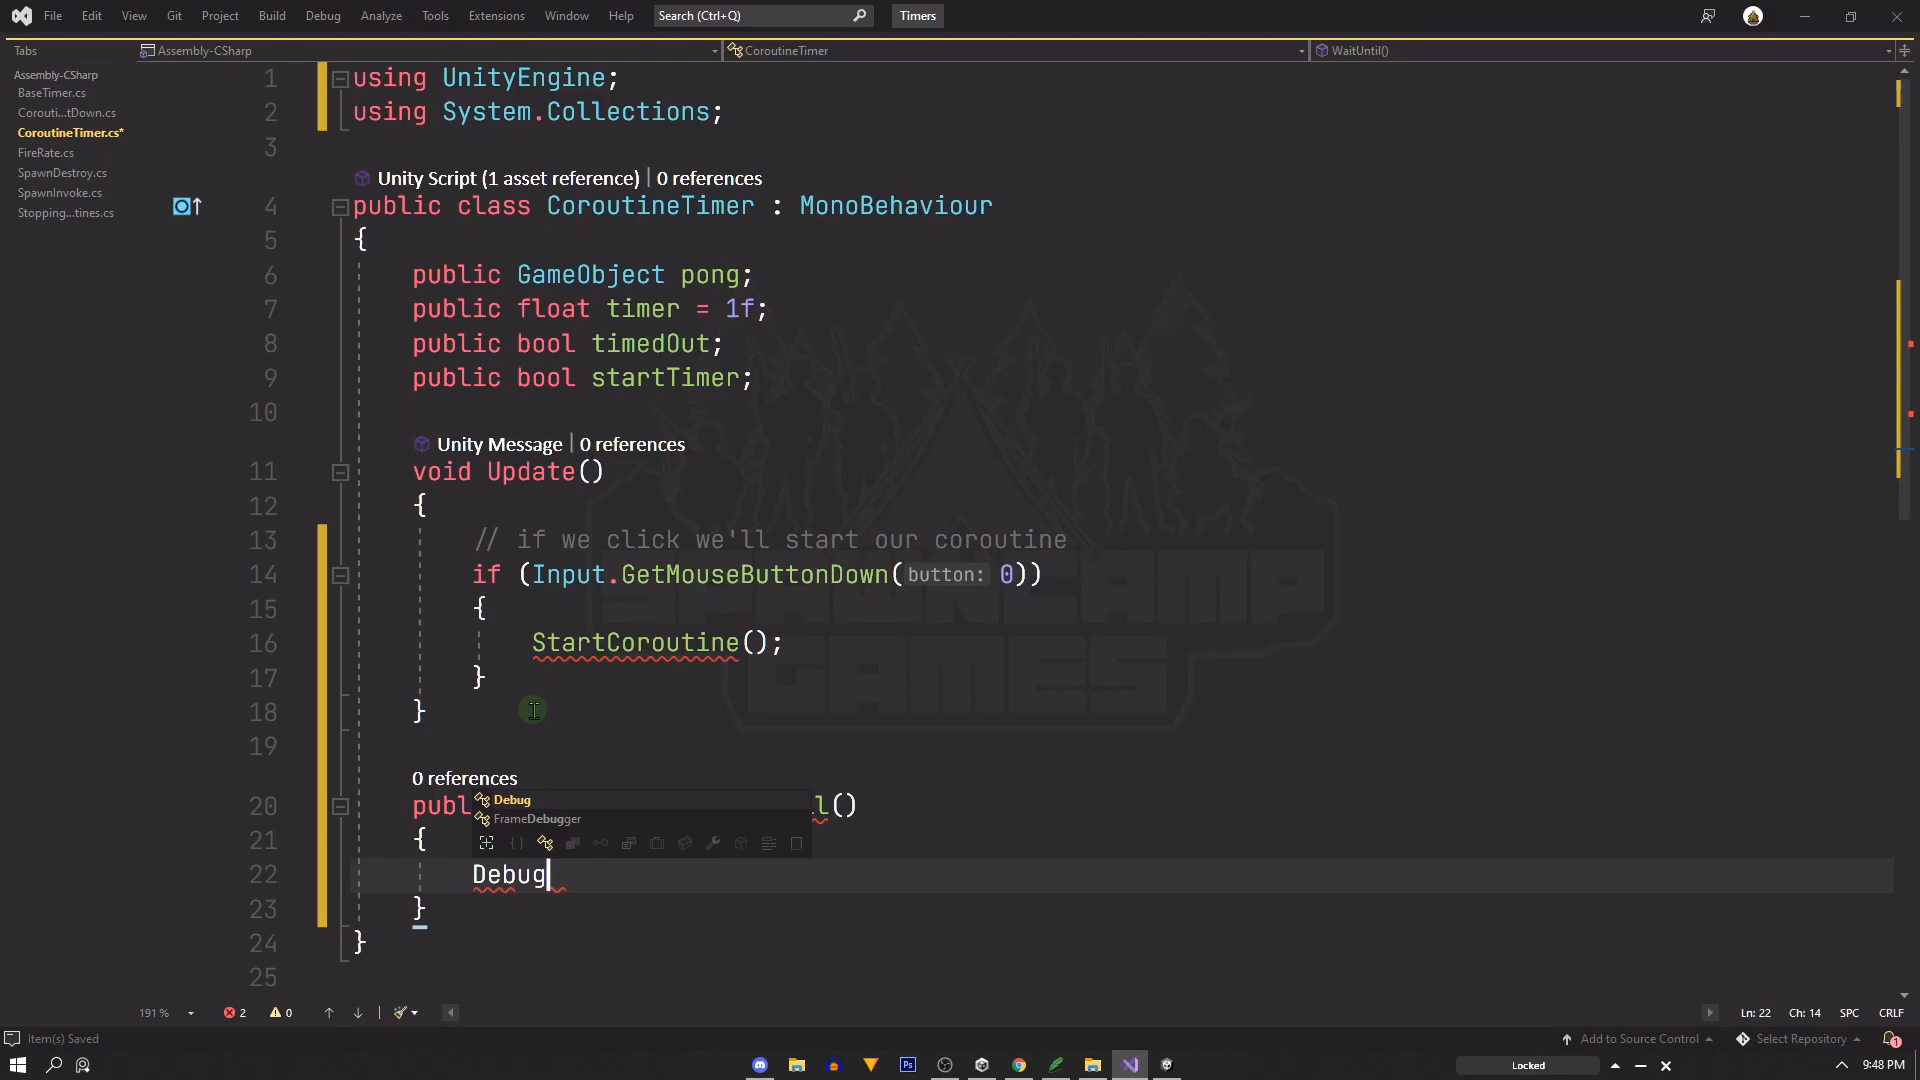 File Edit View Git Project Build Debug Analyze Tools Extensions Window Help Search (Ctrl+Q) Timers
Tabs Assembly-CSharp CoroutineTimer WaitUntil()
Assembly-CSharp
BaseTimer.cs
Corouti...tDown.cs
CoroutineTimer.cs*
FireRate.cs
SpawnDestroy.cs
SpawnInvoke.cs
Stopping...tines.cs
1 using UnityEngine;
2 using System.Collections;
3
Unity Script (1 asset reference) | 0 references
4 public class CoroutineTimer : MonoBehaviour
5 {
6 public GameObject pong;
7 public float timer = 1f;
8 public bool timedOut;
9 public bool startTimer;
10
Unity Message | 0 references
11 void Update()
12 {
13 // if we click we'll start our coroutine
14 if (Input.GetMouseButtonDown(button: 0))
15 {
16 StartCoroutine();
17 }
18 }
19
0 references
20 publ l()
Debug
FrameDebugger
21 {
22 Debug
23 }
24 }
25
SPAWN CAMP
GAMES
191 % 2 0 Ln: 22 Ch: 14 SPC CRLF
Item(s) Saved Add to Source Control Select Repository 1
Ps Locked 9:48 PM